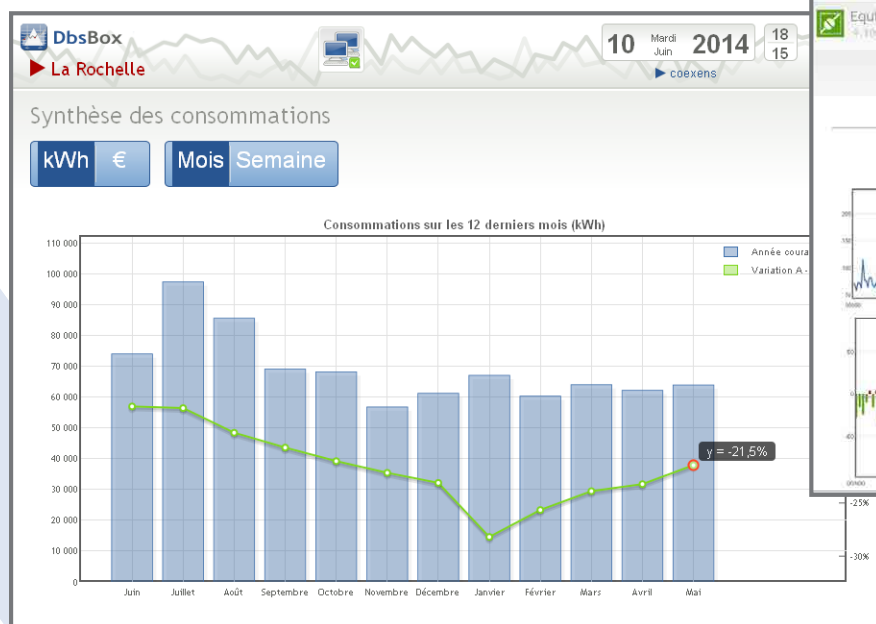 DbsBox
La Rochelle
10 Mardi Juin 2014 18 15
coexens
Synthèse des consommations
kWh € Mois Semaine
Consommations sur les 12 derniers mois (kWh)
Année coura
Variation A -
110 000
100 000
90 000
80 000
70 000
60 000
50 000
40 000
30 000
20 000
10 000
0
y = -21,5%
-25%
-30%
Juin Juillet Août Septembre Octobre Novembre Décembre Janvier Février Mars Avril Mai